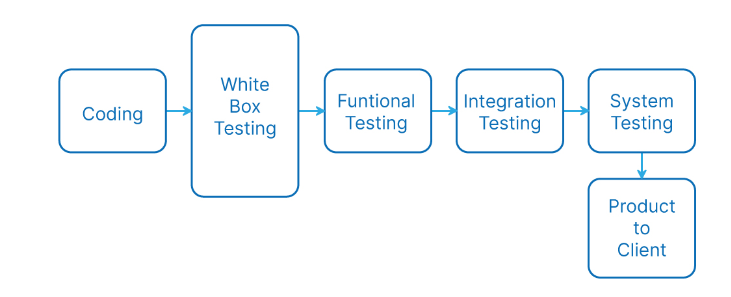 Coding
White
Box
Testing
Funtional
Testing
Integration
Testing
System
Testing
Product
to
Client